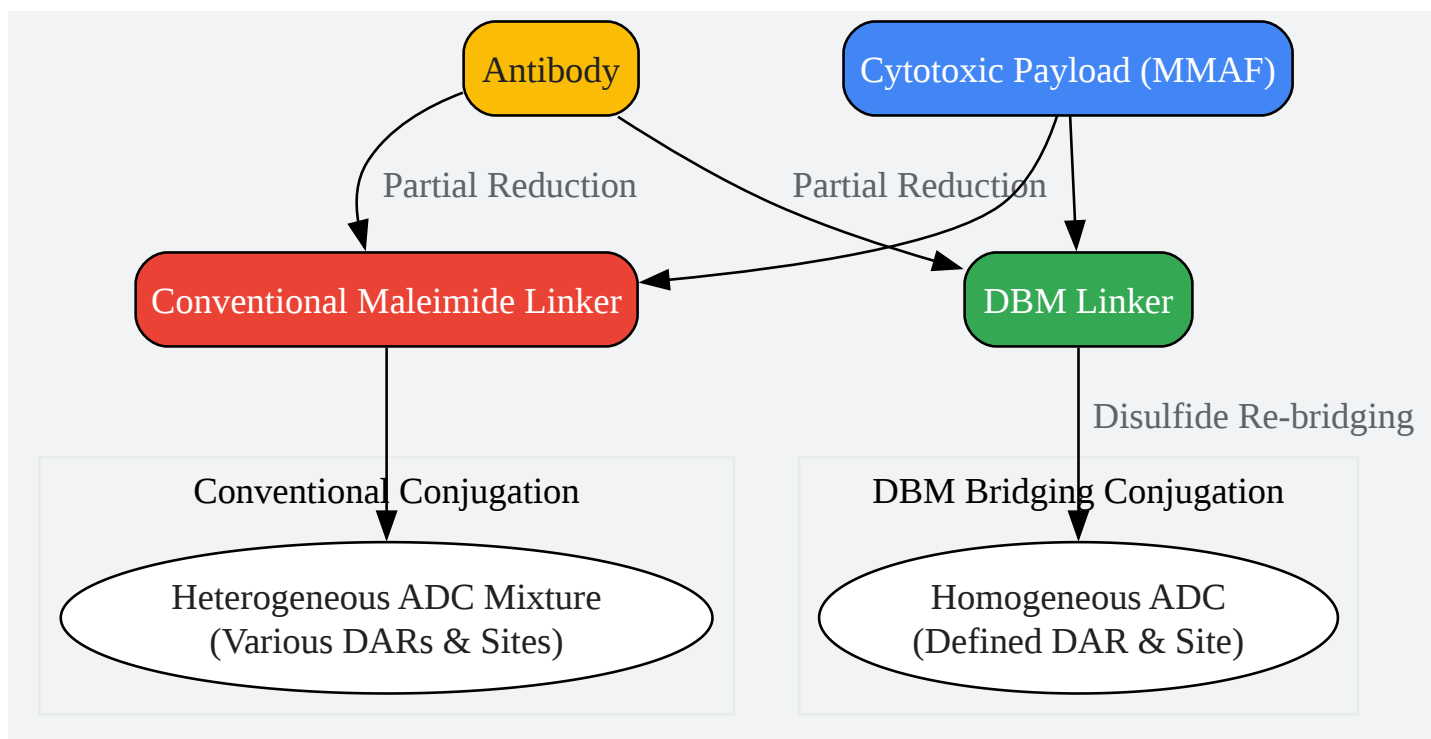 Antibody
Cytotoxic Payload (MMAF)
Partial Reduction
Partial Reduction
Conventional Maleimide Linker
DBM Linker
Disulfide Re-bridging
Conventional Conjugation
DBM Bridging Conjugation
Heterogeneous ADC Mixture
(Various DARs & Sites)
Homogeneous ADC
(Defined DAR & Site)